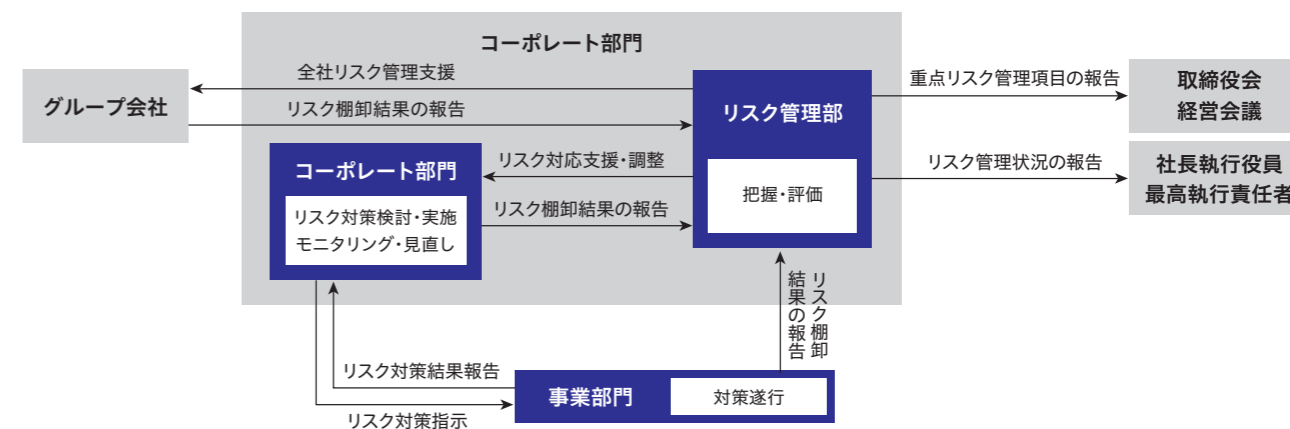 コーポレート部門
グループ会社
全社リスク管理支援
リスク棚卸結果の報告
リスク管理部
把握・評価
重点リスク管理項目の報告
取締役会
経営会議
リスク管理状況の報告
社長執行役員
最高執行責任者
コーポレート部門
リスク対策検討・実施
モニタリング・見直し
リスク対応支援・調整
リスク棚卸結果の報告
リスク棚卸
結果の報告
リスク対策結果報告
リスク対策指示
事業部門
対策遂行